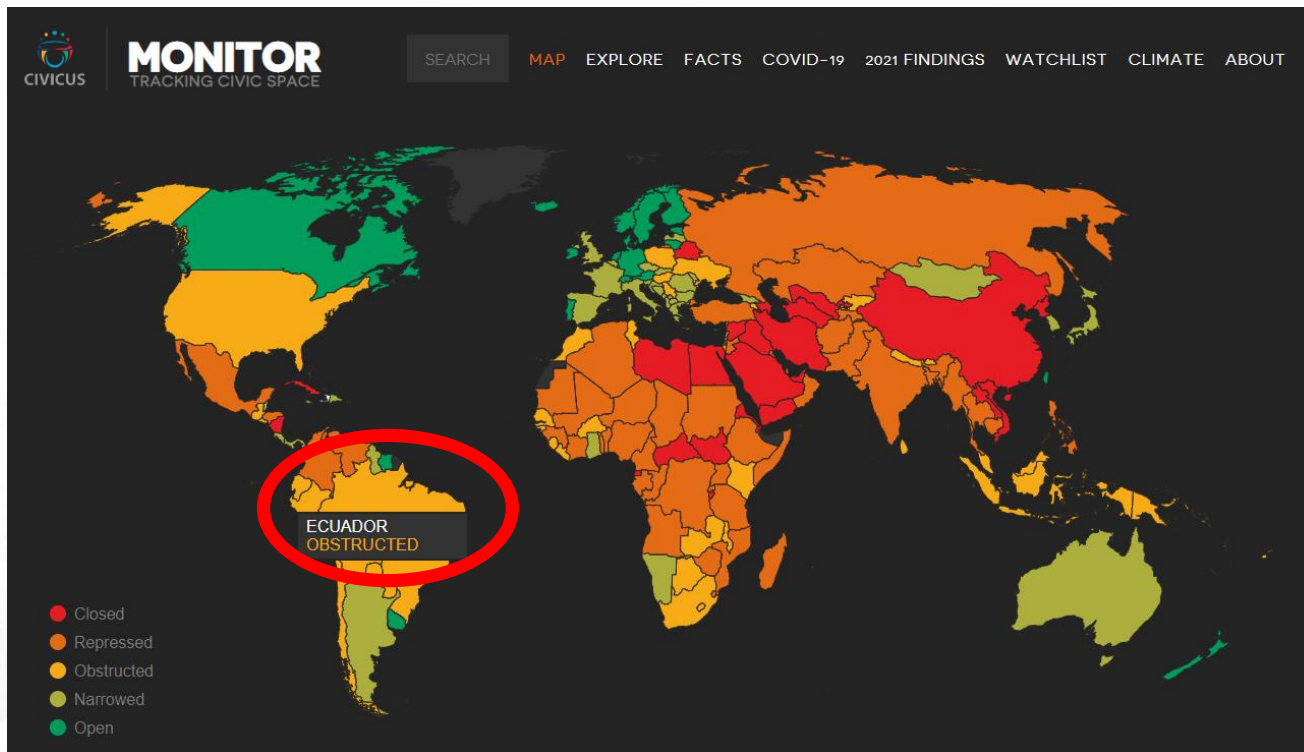 CIVICUS
MONITOR
TRACKING CIVIC SPACE
SEARCH MAP EXPLORE FACTS COVID-19 2021 FINDINGS WATCHLIST CLIMATE ABOUT
ECUADOR
OBSTRUCTED
Closed
Repressed
Obstructed
Narrowed
Open